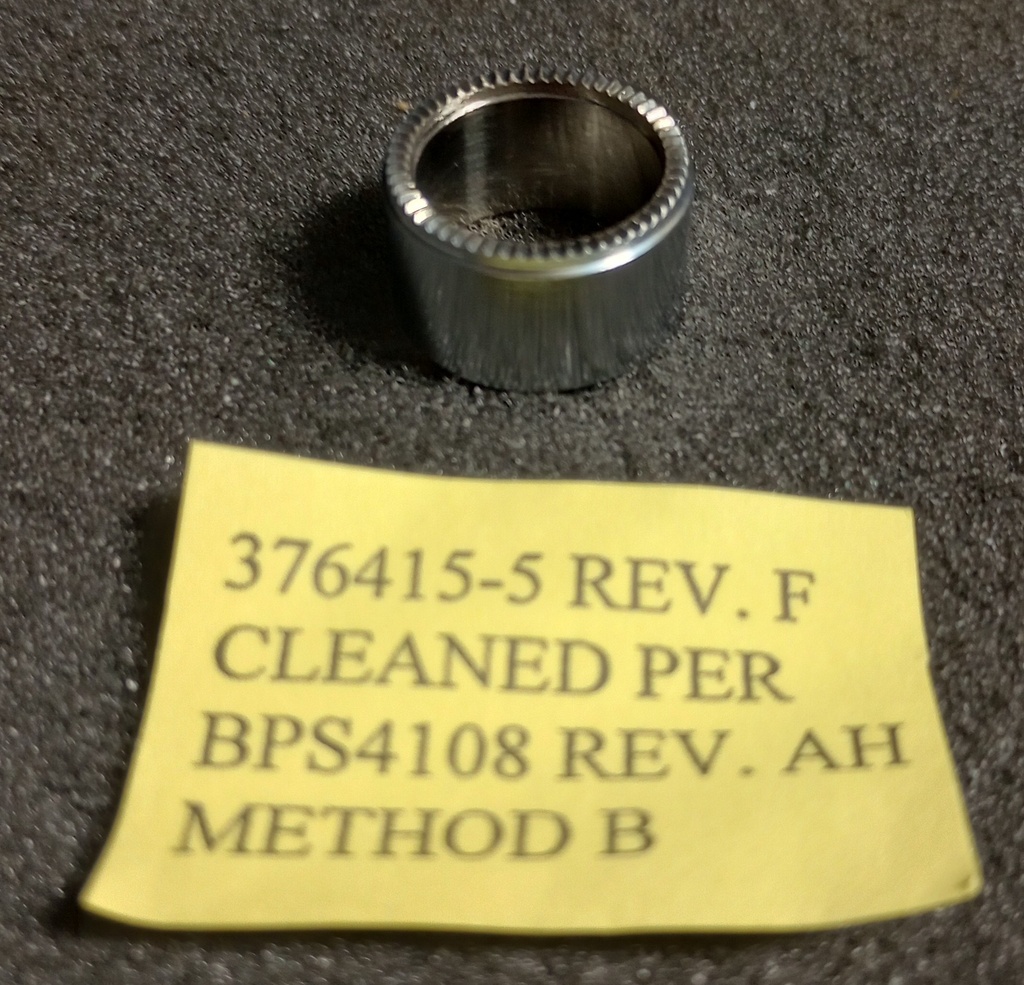 376415-5 REV. F
CLEANED PER
BPS4108 REV. AH
METHOD B